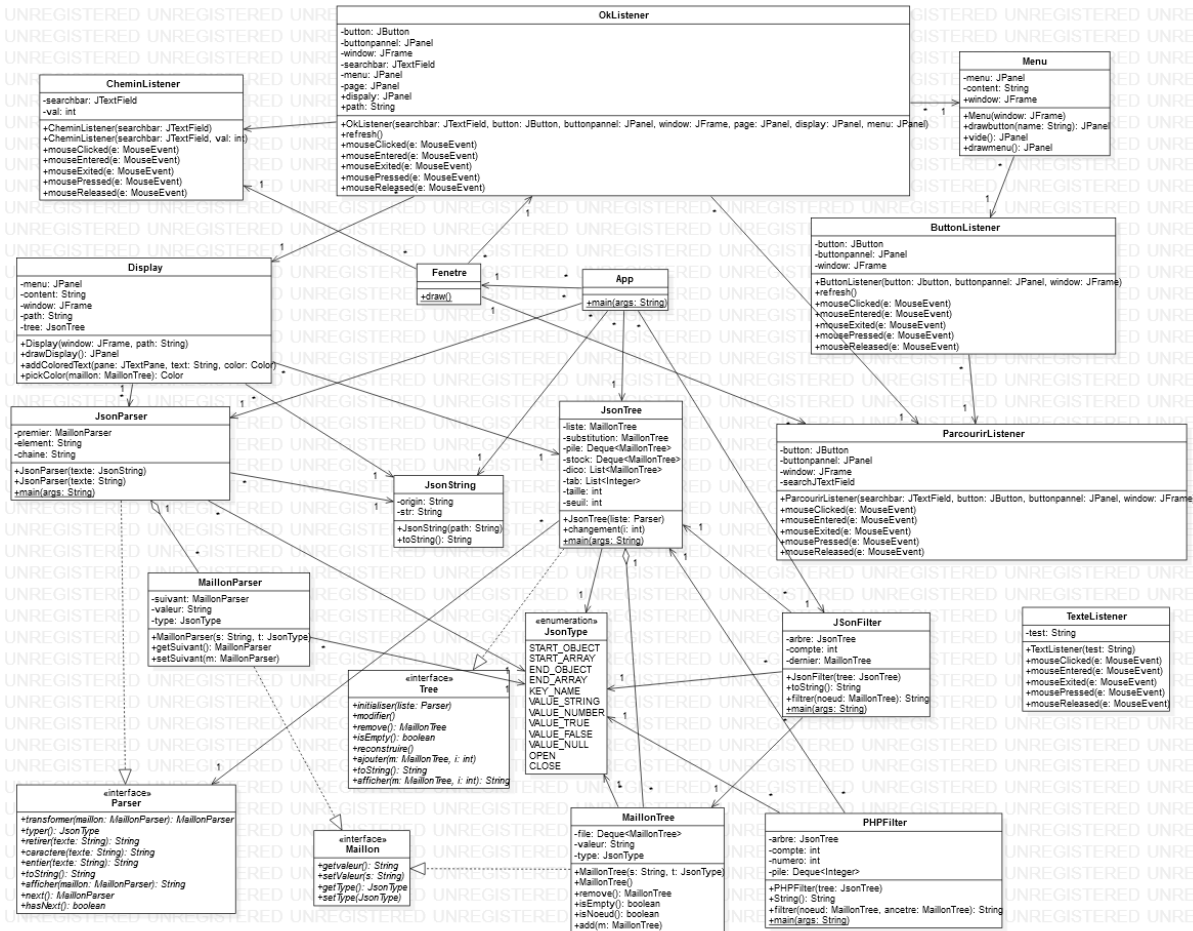 OkListener
-button: JButton
-buttonpannel: JPanel
-window: JFrame
-searchbar: JTextField
-menu: JPanel
-page: JPanel
+dispaly: JPanel
+path: String
+OkListener(searchbar: JTextField, button: JButton, buttonpannel: JPanel, window: JFrame, page: JPanel, display: JPanel, menu: JPanel)
+refresh()
+mouseClicked(e: MouseEvent)
+mouseEntered(e: MouseEvent)
+mouseExited(e: MouseEvent)
+mousePressed(e: MouseEvent)
+mouseReleased(e: MouseEvent)
Menu
-menu: JPanel
-content: String
+window: JFrame
+Menu(window: JFrame)
+drawbutton(name: String): JPanel
+vide(): JPanel
+drawmenu(): JPanel
CheminListener
-searchbar: JTextField
-val: int
+CheminListener(searchbar: JTextField)
+CheminListener(searchbar: JTextField, val: int)
+mouseClicked(e: MouseEvent)
+mouseEntered(e: MouseEvent)
+mouseExited(e: MouseEvent)
+mousePressed(e: MouseEvent)
+mouseReleased(e: MouseEvent)
ButtonListener
-button: JButton
-buttonpannel: JPanel
-window: JFrame
+ButtonListener(button: Jbutton, buttonpannel: JPanel, window: JFrame)
+refresh()
+mouseClicked(e: MouseEvent)
+mouseEntered(e: MouseEvent)
+mouseExited(e: MouseEvent)
+mousePressed(e: MouseEvent)
+mouseReleased(e: MouseEvent)
Display
-menu: JPanel
-content: String
-window: JFrame
-path: String
-tree: JsonTree
+Display(window: JFrame, path: String)
+drawDisplay(): JPanel
+addColoredText(pane: JTextPane, text: String, color: Color)
+pickColor(maillon: MaillonTree): Color
Fenetre
+draw()
App
+main(args: String)
JsonParser
-premier: MaillonParser
-element: String
-chaine: String
+JsonParser(texte: JsonString)
+JsonParser(texte: String)
+main(args: String)
JsonTree
-liste: MaillonTree
-substitution: MaillonTree
-pile: Deque<MaillonTree>
-stock: Deque<MaillonTree>
-dico: List<MaillonTree>
-tab: List<Integer>
-taille: int
-seuil: int
+JsonTree(liste: Parser)
+changement(i: int)
+main(args: String)
ParcourirListener
-button: JButton
-buttonpannel: JPanel
-window: JFrame
-searchJTextField
+ParcourirListener(searchbar: JTextField, button: JButton, buttonpannel: JPanel, window: JFrame
+mouseClicked(e: MouseEvent)
+mouseEntered(e: MouseEvent)
+mouseExited(e: MouseEvent)
+mousePressed(e: MouseEvent)
+mouseReleased(e: MouseEvent)
JsonString
-origin: String
-str: String
+JsonString(path: String)
+toString(): String
MaillonParser
-suivant: MaillonParser
-valeur: String
-type: JsonType
+MaillonParser(s: String, t: JsonType)
+getSuivant(): MaillonParser
+setSuivant(m: MaillonParser)
«interface»
Tree
+initialiser(liste: Parser)
+modifier()
+remove(): MaillonTree
+isEmpty(): boolean
+reconstruire()
+ajouter(m: MaillonTree, i: int)
+toString(): String
+afficher(m: MaillonTree, i: int): String
«enumeration»
JsonType
START_OBJECT
START_ARRAY
END_OBJECT
END_ARRAY
KEY_NAME
VALUE_STRING
VALUE_NUMBER
VALUE_TRUE
VALUE_FALSE
VALUE_NULL
OPEN
CLOSE
JSonFilter
-arbre: JsonTree
-compte: int
-dernier: MaillonTree
+JsonFilter(tree: JsonTree)
+toString(): String
+filtrer(noeud: MaillonTree): String
+main(args: String)
TexteListener
-test: String
+TextListener(test: String)
+mouseClicked(e: MouseEvent)
+mouseEntered(e: MouseEvent)
+mouseExited(e: MouseEvent)
+mousePressed(e: MouseEvent)
+mouseReleased(e: MouseEvent)
«interface»
Parser
+transformer(maillon: MaillonParser): MaillonParser
+typer(): JsonType
+retirer(texte: String): String
+caractere(texte: String): String
+entier(texte: String): String
+toString(): String
+afficher(maillon: MaillonParser): String
+next(): MaillonParser
+hasNext(): boolean
«interface»
Maillon
+getvaleur(): String
+setValeur(s: String)
+getType(): JsonType
+setType(JsonType)
MaillonTree
-file: Deque<MaillonTree>
-valeur: String
-type: JsonType
+MaillonTree(s: String, t: JsonType)
+MaillonTree()
+remove(): MaillonTree
+isEmpty(): boolean
+isNoeud(): boolean
+add(m: MaillonTree)
PHPFilter
-arbre: JsonTree
-compte: int
-numero: int
-pile: Deque<Integer>
+PHPFilter(tree: JsonTree)
+String(): String
+filtrer(noeud: MaillonTree, ancetre: MaillonTree): String
+main(args: String)